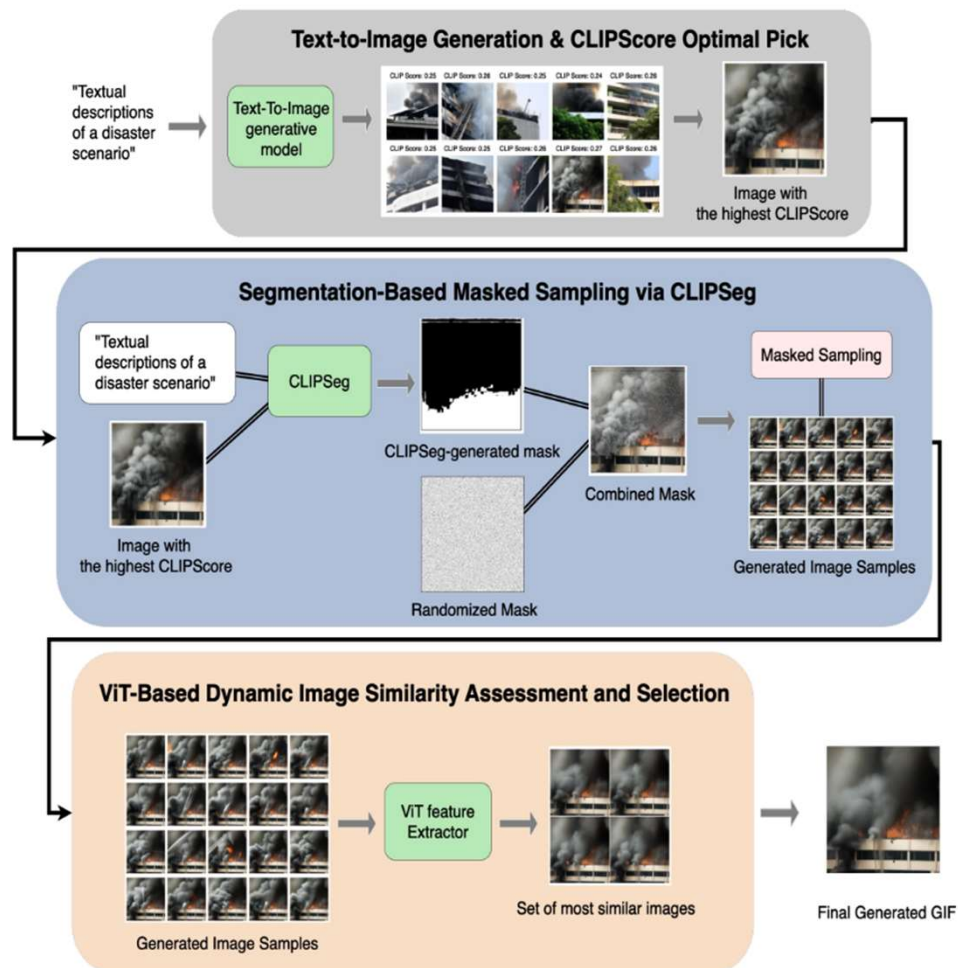 Text-to-Image Generation & CLIPScore Optimal Pick
"Textual
descriptions
of a disaster
scenario"
Text-To-Image
generative
model
CLIP Score: 0.25 CLIP Score: 0.26 CLIP Score: 0.25 CLIP Score: 0.24 CLIP Score: 0.26
CLIP Score: 0.25 CLIP Score: 0.25 CLIP Score: 0.26 CLIP Score: 0.27 CLIP Score: 0.26
Image with
the highest CLIPScore
Segmentation-Based Masked Sampling via CLIPSeg
"Textual
descriptions of a
disaster scenario"
CLIPSeg
Image with
the highest CLIPScore
CLIPSeg-generated mask
Randomized Mask
Combined Mask
Masked Sampling
Generated Image Samples
ViT-Based Dynamic Image Similarity Assessment and Selection
Generated Image Samples
ViT feature
Extractor
Set of most similar images
Final Generated GIF